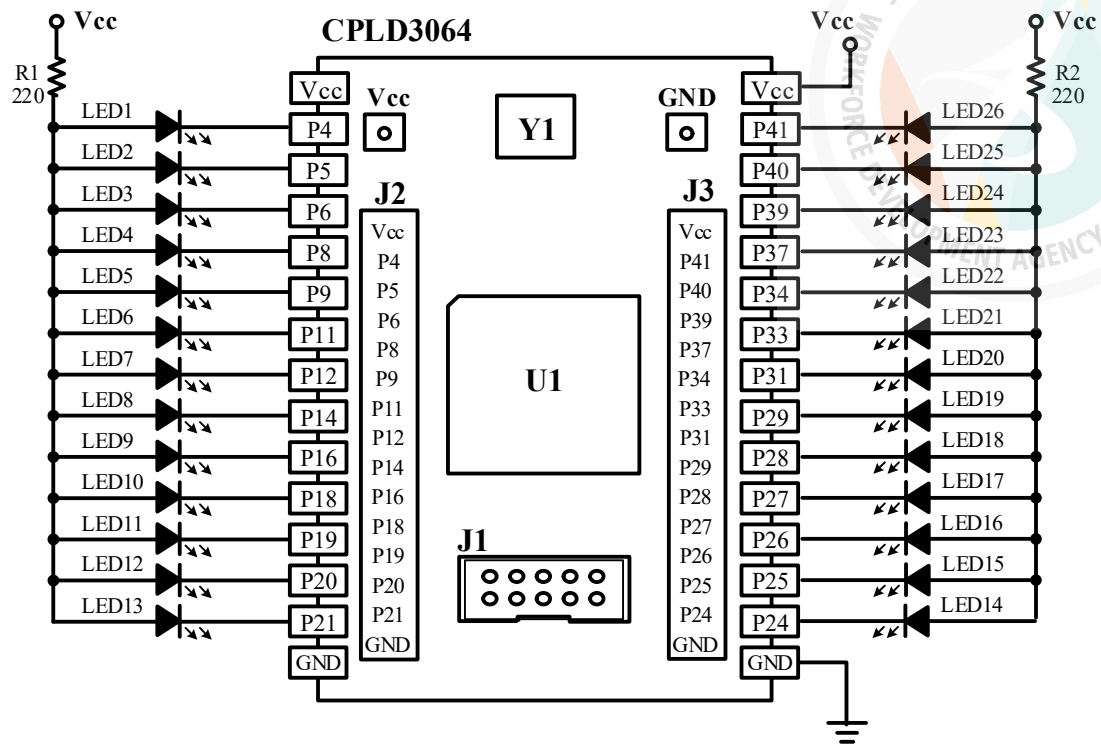 Vcc
CPLD3064
Vcc
Vcc
R1
220
R2
220
Vcc
Vcc
GND
Vcc
LED1
P4
Y1
P41
LED26
LED2
P5
P40
LED25
LED3
P6
J2
J3
P39
LED24
LED4
P8
Vcc
Vcc
P37
LED23
LED5
P9
P4
P41
P34
LED22
LED6
P11
P5
P40
P33
LED21
LED7
P12
P6
P39
P31
LED20
LED8
P14
P8
P37
P29
LED19
LED9
P16
P9
P34
P28
LED18
LED10
P18
P11
P33
P27
LED17
LED11
P19
P12
P31
P26
LED16
LED12
P20
P14
P29
P25
LED15
LED13
P21
P16
P28
P24
LED14
GND
P18
P27
GND
P19
P26
P20
P25
P21
P24
GND
GND
U1
J1
WORKFORCE DEVELOPMENT AGENCY